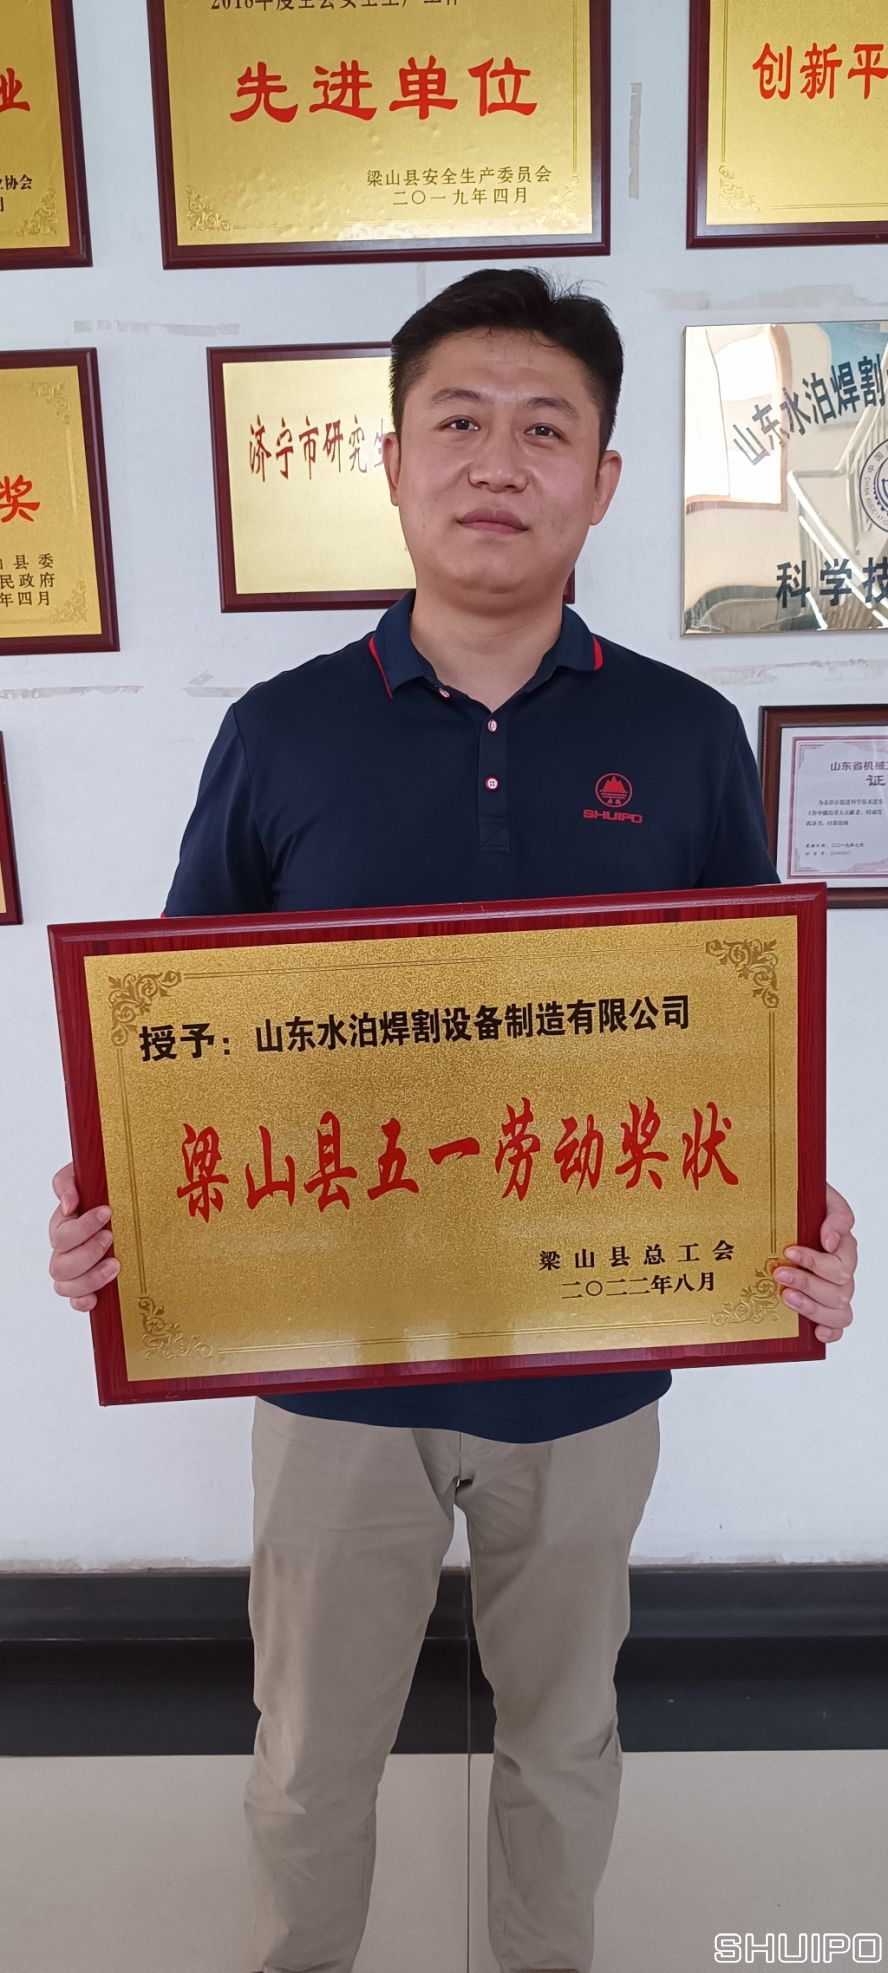 2018年度全县安全生产工作
先进单位
梁山县安全生产委员会
二〇一九年四月
创新平
业
业协会
月
济宁市研究生
奖
山县委
民政府
年四月
山东水泊焊割
科学技
山东省机械工
证
SHUIPO
授予：山东水泊焊割设备制造有限公司
梁山县五一劳动奖状
梁山县总工会
二〇二二年八月
SHUIPO